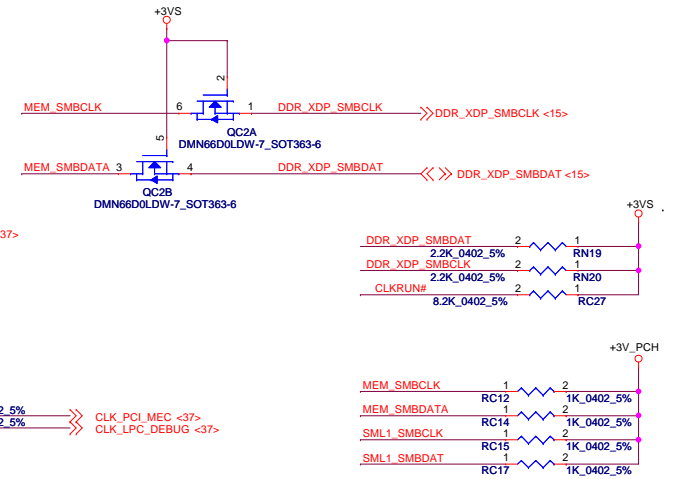 +3VS
2
MEM_SMBCLK 6 1 DDR_XDP_SMBCLK DDR_XDP_SMBCLK <15>
QC2A
DMN66D0LDW-7_SOT363-6
5
MEM_SMBDATA 3 4 DDR_XDP_SMBDAT DDR_XDP_SMBDAT <15>
QC2B
DMN66D0LDW-7_SOT363-6
37>
+3VS
DDR_XDP_SMBDAT 2 1
2.2K_0402_5% RN19
DDR_XDP_SMBCLK 2 1
2.2K_0402_5% RN20
CLKRUN# 2 1
8.2K_0402_5% RC27
+3V_PCH
MEM_SMBCLK 1 2
RC12 1K_0402_5%
MEM_SMBDATA 1 2
RC14 1K_0402_5%
SML1_SMBCLK 1 2
RC15 1K_0402_5%
SML1_SMBDAT 1 2
RC17 1K_0402_5%
2_5% CLK_PCI_MEC <37>
2_5% CLK_LPC_DEBUG <37>